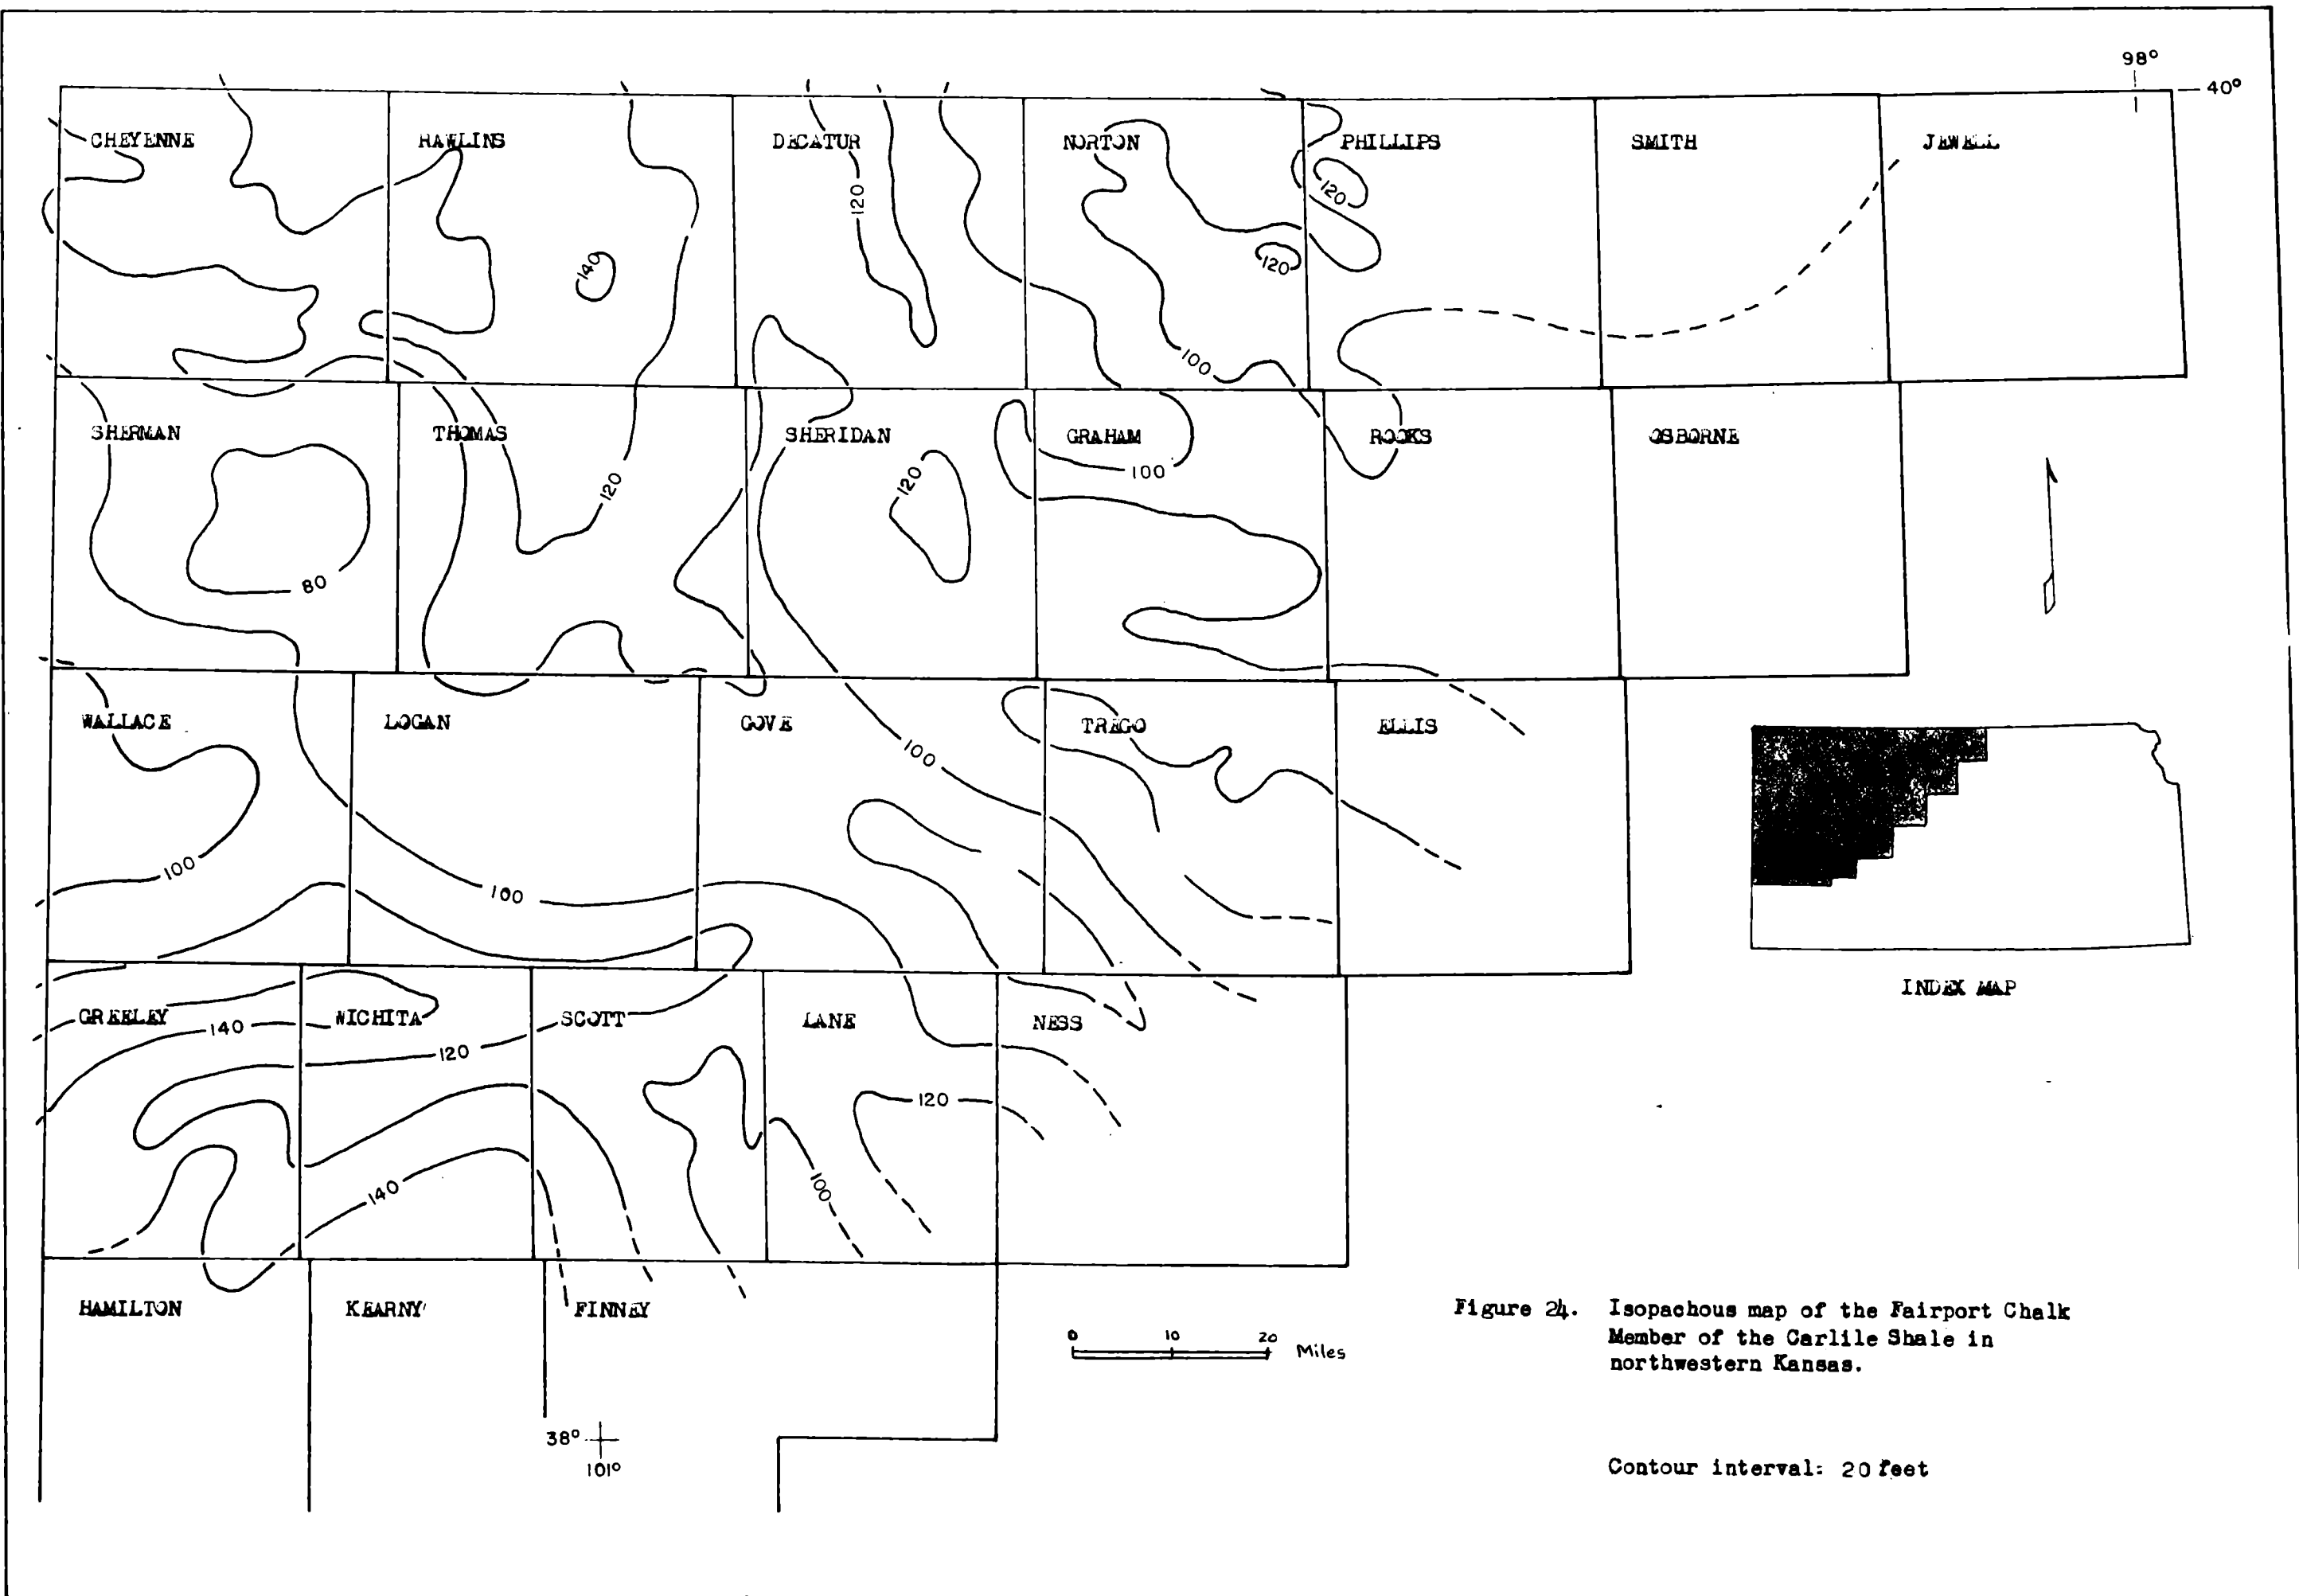 98°
40°
CHEYENNE
RAWLINS
DECATUR
NORTON
PHILLIPS
SMITH
JEWELL
120
120
140
120
100
SHERMAN
THOMAS
SHERIDAN
GRAHAM
ROOKS
OSBORNE
100
120
120
80
WALLACE
LOGAN
GOVE
TREGO
ELLIS
100
100
100
INDEX MAP
GREELEY
WICHITA
SCOTT
LANE
NESS
140
120
120
140
100
HAMILTON
KEARNY
FINNEY
0 10 20 Miles
38°
101°
Figure 24. Isopachous map of the Fairport Chalk
Member of the Carlile Shale in
northwestern Kansas.
Contour interval: 20 feet